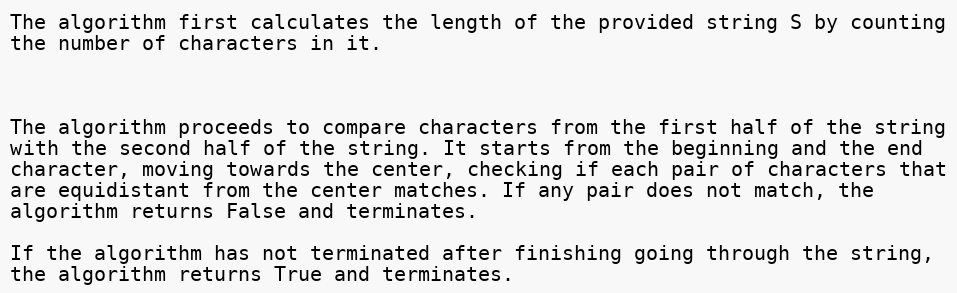 The algorithm first calculates the length of the provided string S by counting
the number of characters in it.
The algorithm proceeds to compare characters from the first half of the string
with the second half of the string. It starts from the beginning and the end
character, moving towards the center, checking if each pair of characters that
are equidistant from the center matches. If any pair does not match, the
algorithm returns False and terminates.
If the algorithm has not terminated after finishing going through the string,
the algorithm returns True and terminates.